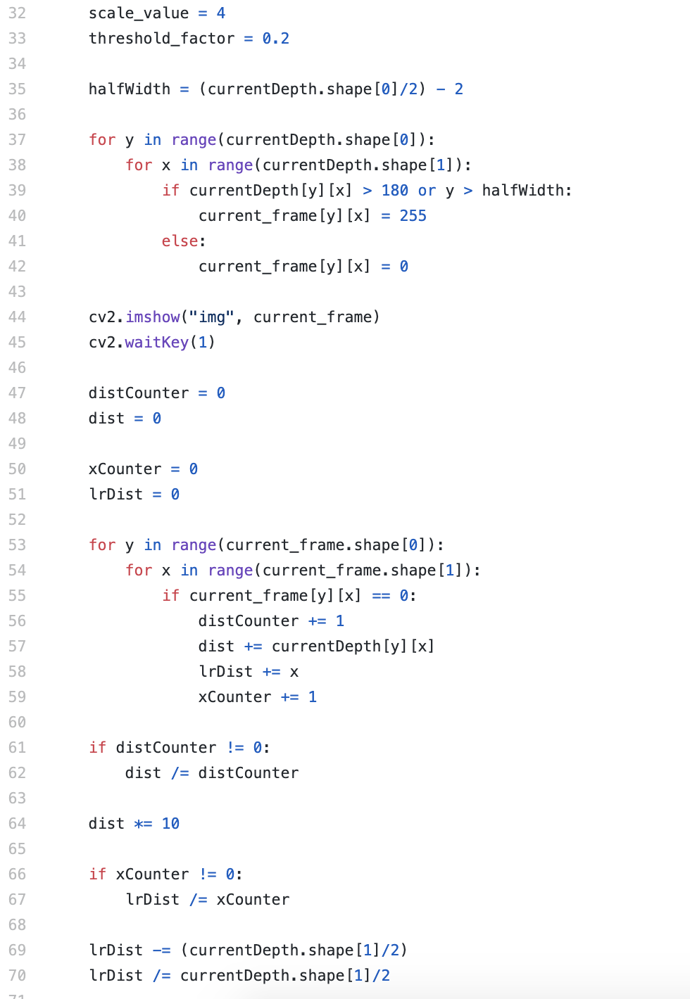 32 scale_value = 4
33 threshold_factor = 0.2
34
35 halfWidth = (currentDepth.shape[0]/2) - 2
36
37 for y in range(currentDepth.shape[0]):
38     for x in range(currentDepth.shape[1]):
39         if currentDepth[y][x] > 180 or y > halfWidth:
40             current_frame[y][x] = 255
41         else:
42             current_frame[y][x] = 0
43
44 cv2.imshow("img", current_frame)
45 cv2.waitKey(1)
46
47 distCounter = 0
48 dist = 0
49
50 xCounter = 0
51 lrDist = 0
52
53 for y in range(current_frame.shape[0]):
54     for x in range(current_frame.shape[1]):
55         if current_frame[y][x] == 0:
56             distCounter += 1
57             dist += currentDepth[y][x]
58             lrDist += x
59             xCounter += 1
60
61 if distCounter != 0:
62     dist /= distCounter
63
64 dist *= 10
65
66 if xCounter != 0:
67     lrDist /= xCounter
68
69 lrDist -= (currentDepth.shape[1]/2)
70 lrDist /= currentDepth.shape[1]/2
71